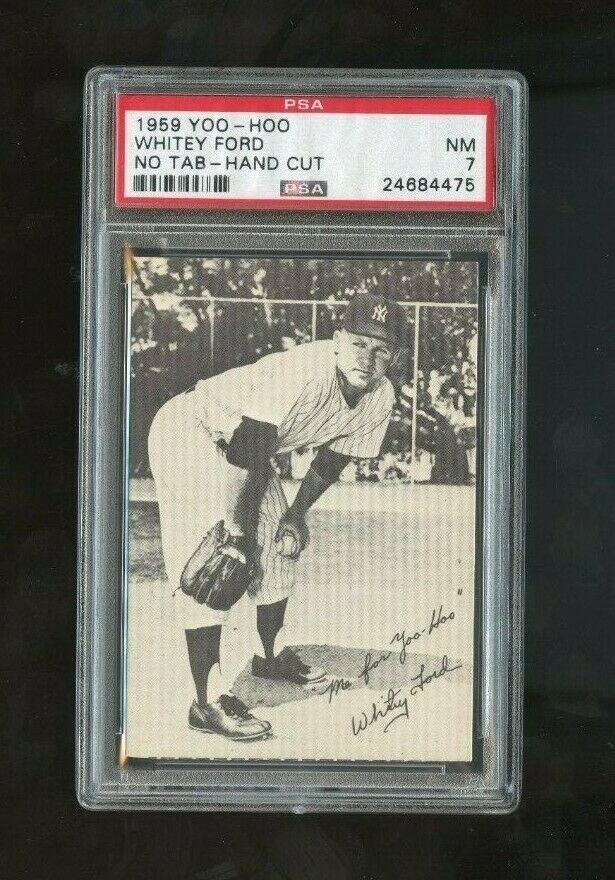 PSA
1959 YOO-HOO
WHITEY FORD NM
NO TAB-HAND CUT 7
PSA 24684475
NY
"Me for Yoo-Hoo"
Whitey Ford